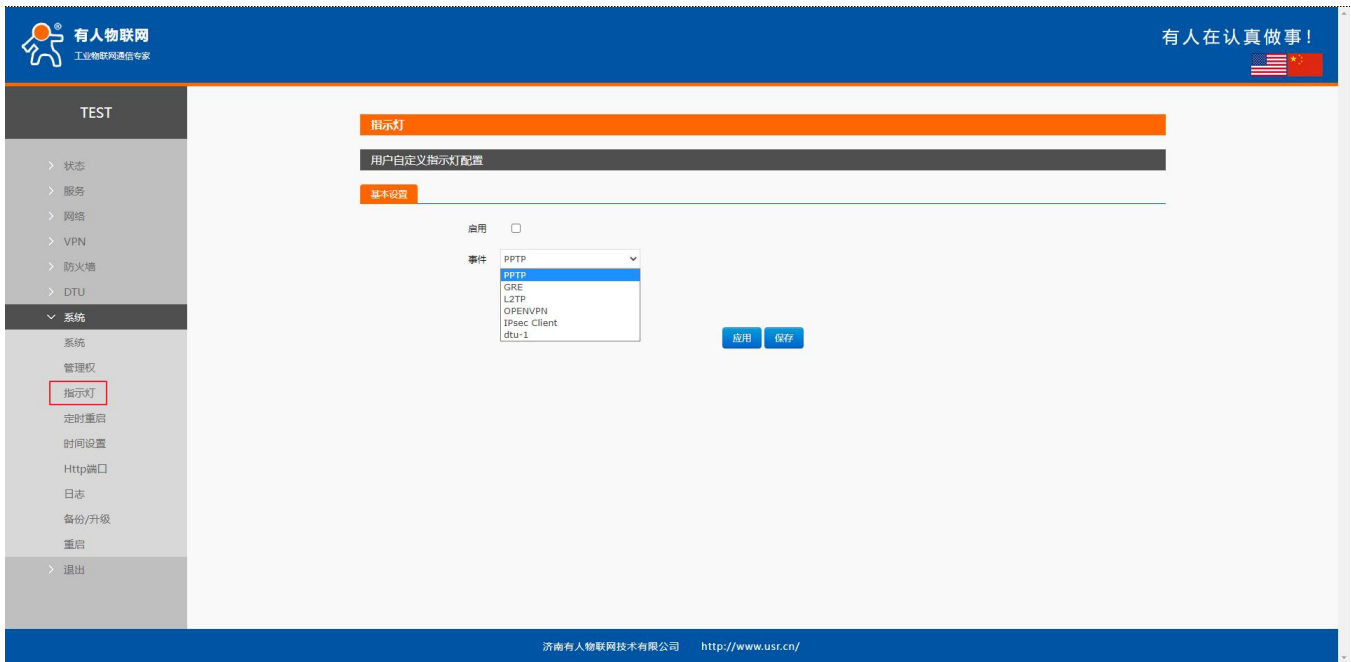 有人物联网
工业物联网通信专家
有人在认真做事!
TEST
状态
服务
网络
VPN
防火墙
DTU
系统
系统
管理权
指示灯
定时重启
时间设置
Http端口
日志
备份/升级
重启
退出
指示灯
用户自定义指示灯配置
基本设置
启用
事件 PPTP
PPTP
GRE
L2TP
OPENVPN
IPsec Client
dtu-1
应用 保存
济南有人物联网技术有限公司 http://www.usr.cn/